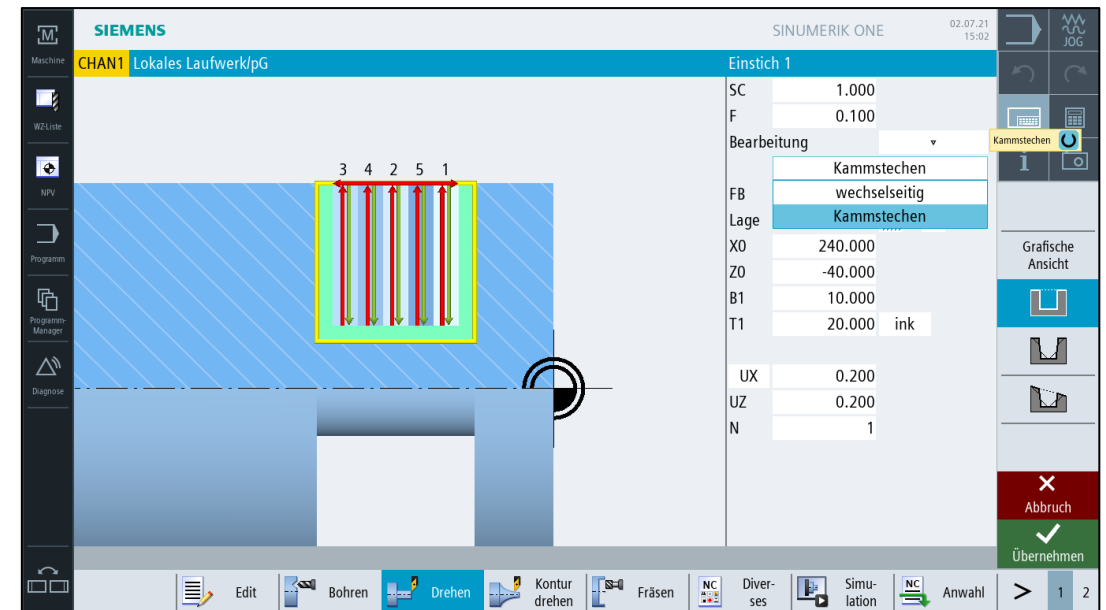 M
Maschine
WZ-Liste
NPV
Programm
Programm-
Manager
Diagnose
SIEMENS
SINUMERIK ONE
02.07.21
15:02
CHAN1 Lokales Laufwerk/pG
Einstich 1
3 4 2 5 1
SC 1.000
F 0.100
Bearbeitung
Kammstechen
FB wechselseitig
Lage Kammstechen
X0 240.000
Z0 -40.000
B1 10.000
T1 20.000 ink
UX 0.200
UZ 0.200
N 1
JOG
Kammstechen
i
Grafische
Ansicht
Abbruch
Übernehmen
Edit
Bohren
Drehen
Kontur
drehen
Fräsen
NC
Diver-
ses
Simu-
lation
NC
Anwahl
> 1 2